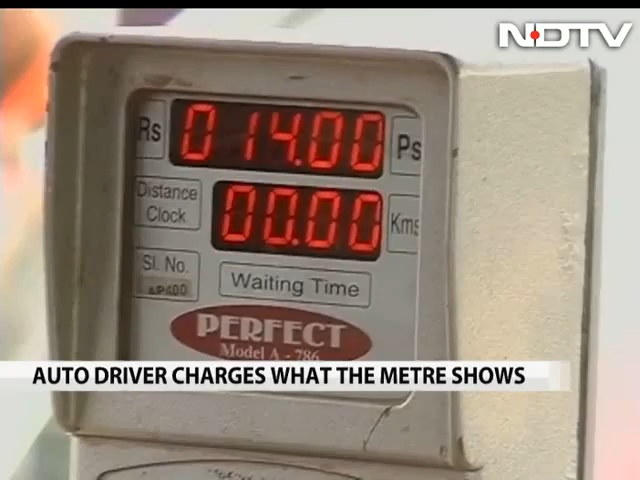 NDTV
Rs 014.00 Ps
Distance Clock 00.00 Kms
Sl. No.
Waiting Time
PERFECT
Model A - 786
AUTO DRIVER CHARGES WHAT THE METRE SHOWS